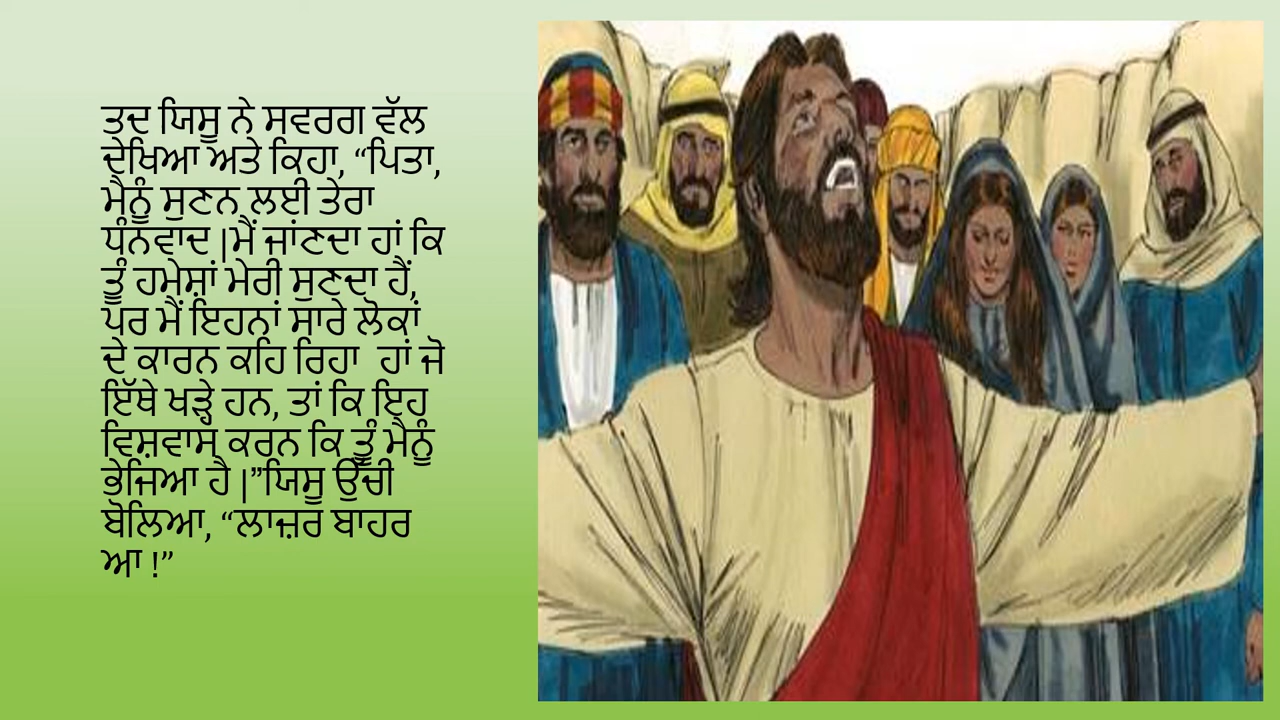 ਤਦ ਯਿਸੂ ਨੇ ਸਵਰਗ ਵੱਲ
ਦੇਖਿਆ ਅਤੇ ਕਿਹਾ, “ਪਿਤਾ,
ਮੈਨੂੰ ਸੁਣਨ ਲਈ ਤੇਰਾ
ਧੰਨਵਾਦ |ਮੈਂ ਜਾਂਣਦਾ ਹਾਂ ਕਿ
ਤੂੰ ਹਮੇਸ਼ਾਂ ਮੇਰੀ ਸੁਣਦਾ ਹੈਂ,
ਪਰ ਮੈਂ ਇਹਨਾਂ ਸਾਰੇ ਲੋਕਾਂ
ਦੇ ਕਾਰਨ ਕਹਿ ਰਿਹਾ  ਹਾਂ ਜੋ
ਇੱਥੇ ਖੜ੍ਹੇ ਹਨ, ਤਾਂ ਕਿ ਇਹ
ਵਿਸ਼ਵਾਸ ਕਰਨ ਕਿ ਤੂੰ ਮੈਨੂੰ
ਭੇਜਿਆ ਹੈ |”ਯਿਸੂ ਉੱਚੀ
ਬੋਲਿਆ, “ਲਾਜ਼ਰ ਬਾਹਰ
ਆ !”